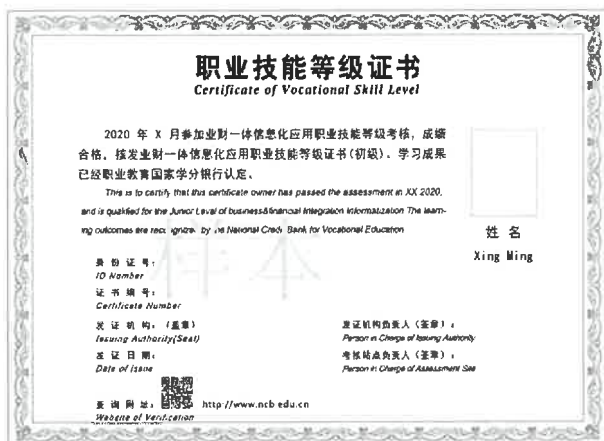 职业技能等级证书
Certificate of Vocational Skill Level
2020 年 X 月参加业财一体信息化应用职业技能等级考核，成绩
合格，核发业财一体信息化应用职业技能等级证书(初级)。学习成果
已经职业教育国家学分银行认定。
This is to certify that this certificate owner has passed the assessment in XX 2020,
and is qualified for the Junior Level of business&financial Integration Informatization The learn-
ing outcomes are recognized by the National Credit Bank for Vocational Education
姓 名
Xing Ming
样本
身 份 证 号：
ID Number
证 书 编 号：
Certificate Number
发 证 机 构：（盖章）
Issuing Authority(Seal)
发证机构负责人（签章）：
Person in Charge of Issuing Authority
发 证 日 期：
Date of Issue
考核站点负责人（签章）：
Person in Charge of Assessment Site
查 询 网 址： http://www.ncb.edu.cn
Website of Verification